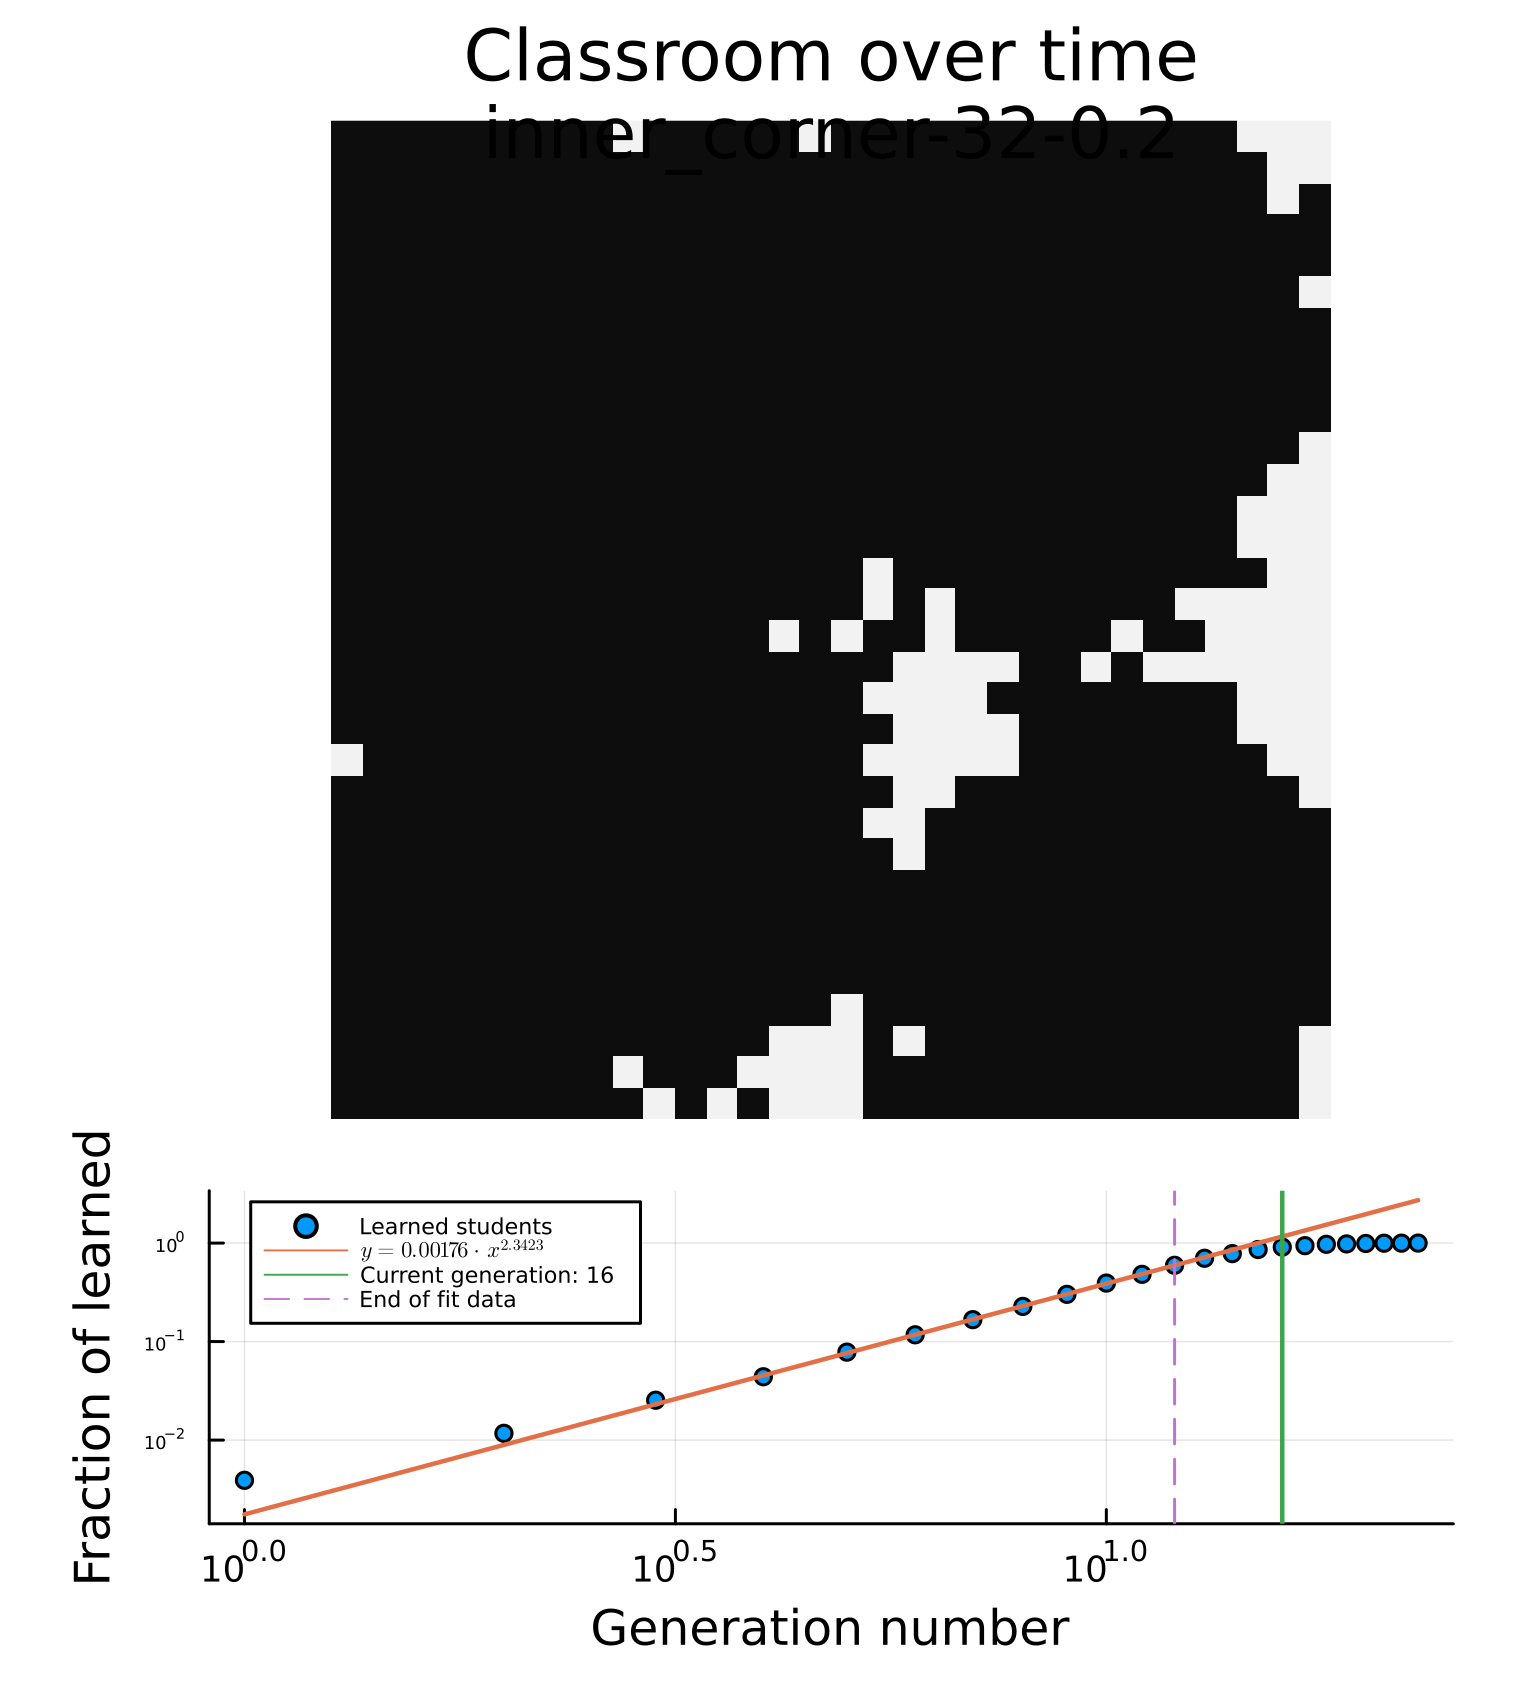 Classroom over time
inner_corner-32-0.2
Fraction of learned
10^0
10^−1
10^−2
Learned students
y = 0.00176 · x^2.3423
Current generation: 16
End of fit data
10^0.0
10^0.5
10^1.0
Generation number